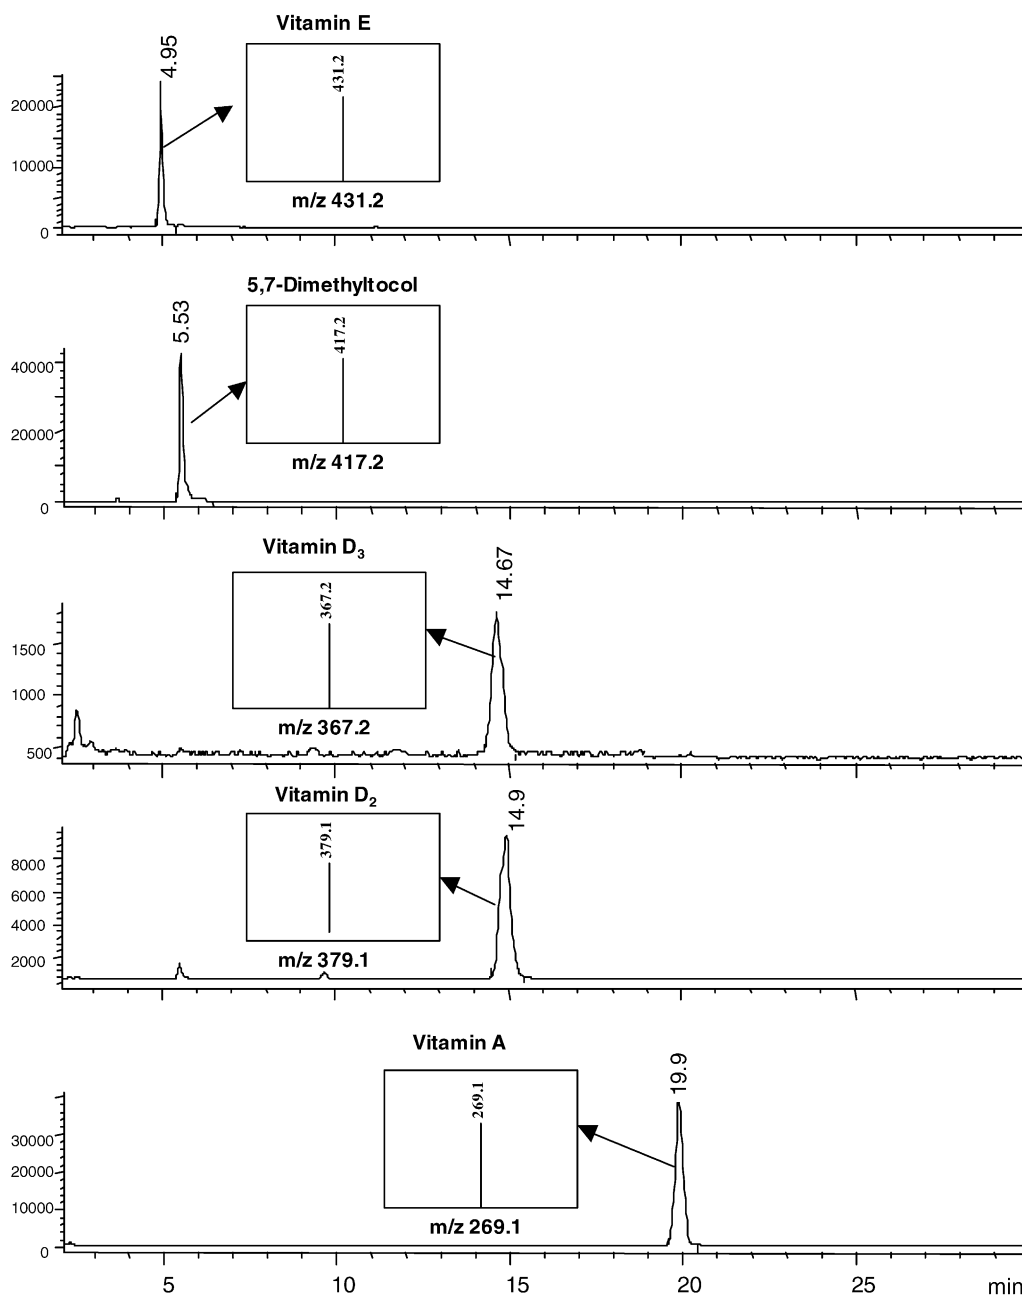 Vitamin E
4.95
431.2
20000
10000
0
m/z 431.2
5,7-Dimethyltocol
5.53
417.2
40000
20000
0
m/z 417.2
Vitamin D3
14.67
367.2
1500
1000
500
m/z 367.2
Vitamin D2
14.9
379.1
8000
6000
4000
2000
m/z 379.1
Vitamin A
19.9
269.1
30000
20000
10000
0
m/z 269.1
5 10 15 20 25 min